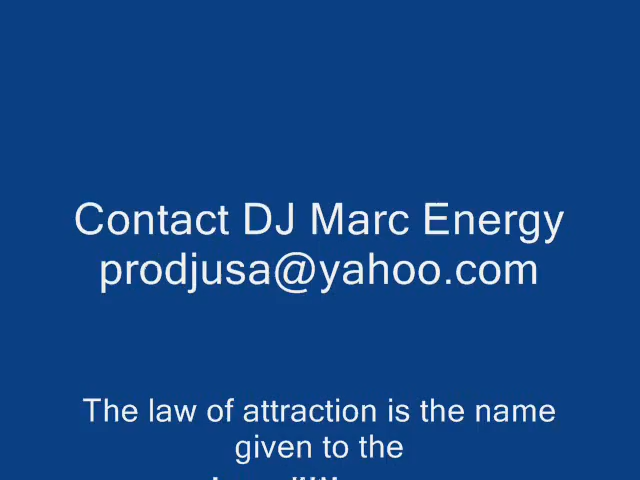 Contact DJ Marc Energy
prodjusa@yahoo.com
The law of attraction is the name
given to the